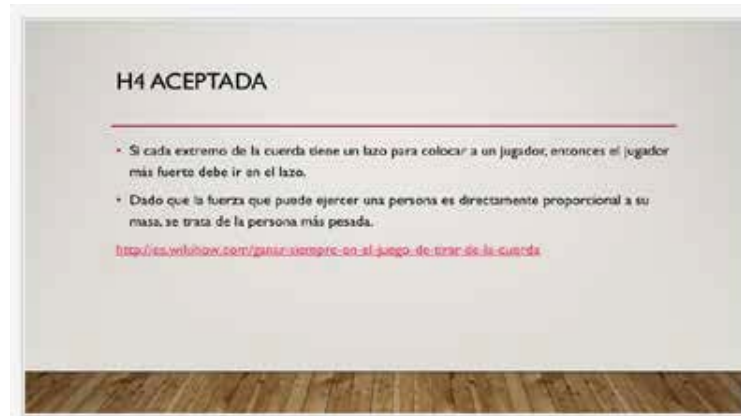 H4 ACEPTADA
• Si cada extremo de la cuerda tiene un lazo para colocar a un jugador, entonces el jugador
más fuerte debe ir en el lazo.
• Dado que la fuerza que puede ejercer una persona es directamente proporcional a su
masa, se trata de la persona más pesada.
http://es.wikihow.com/ganar-siempre-en-el-juego-de-tirar-de-la-cuerda